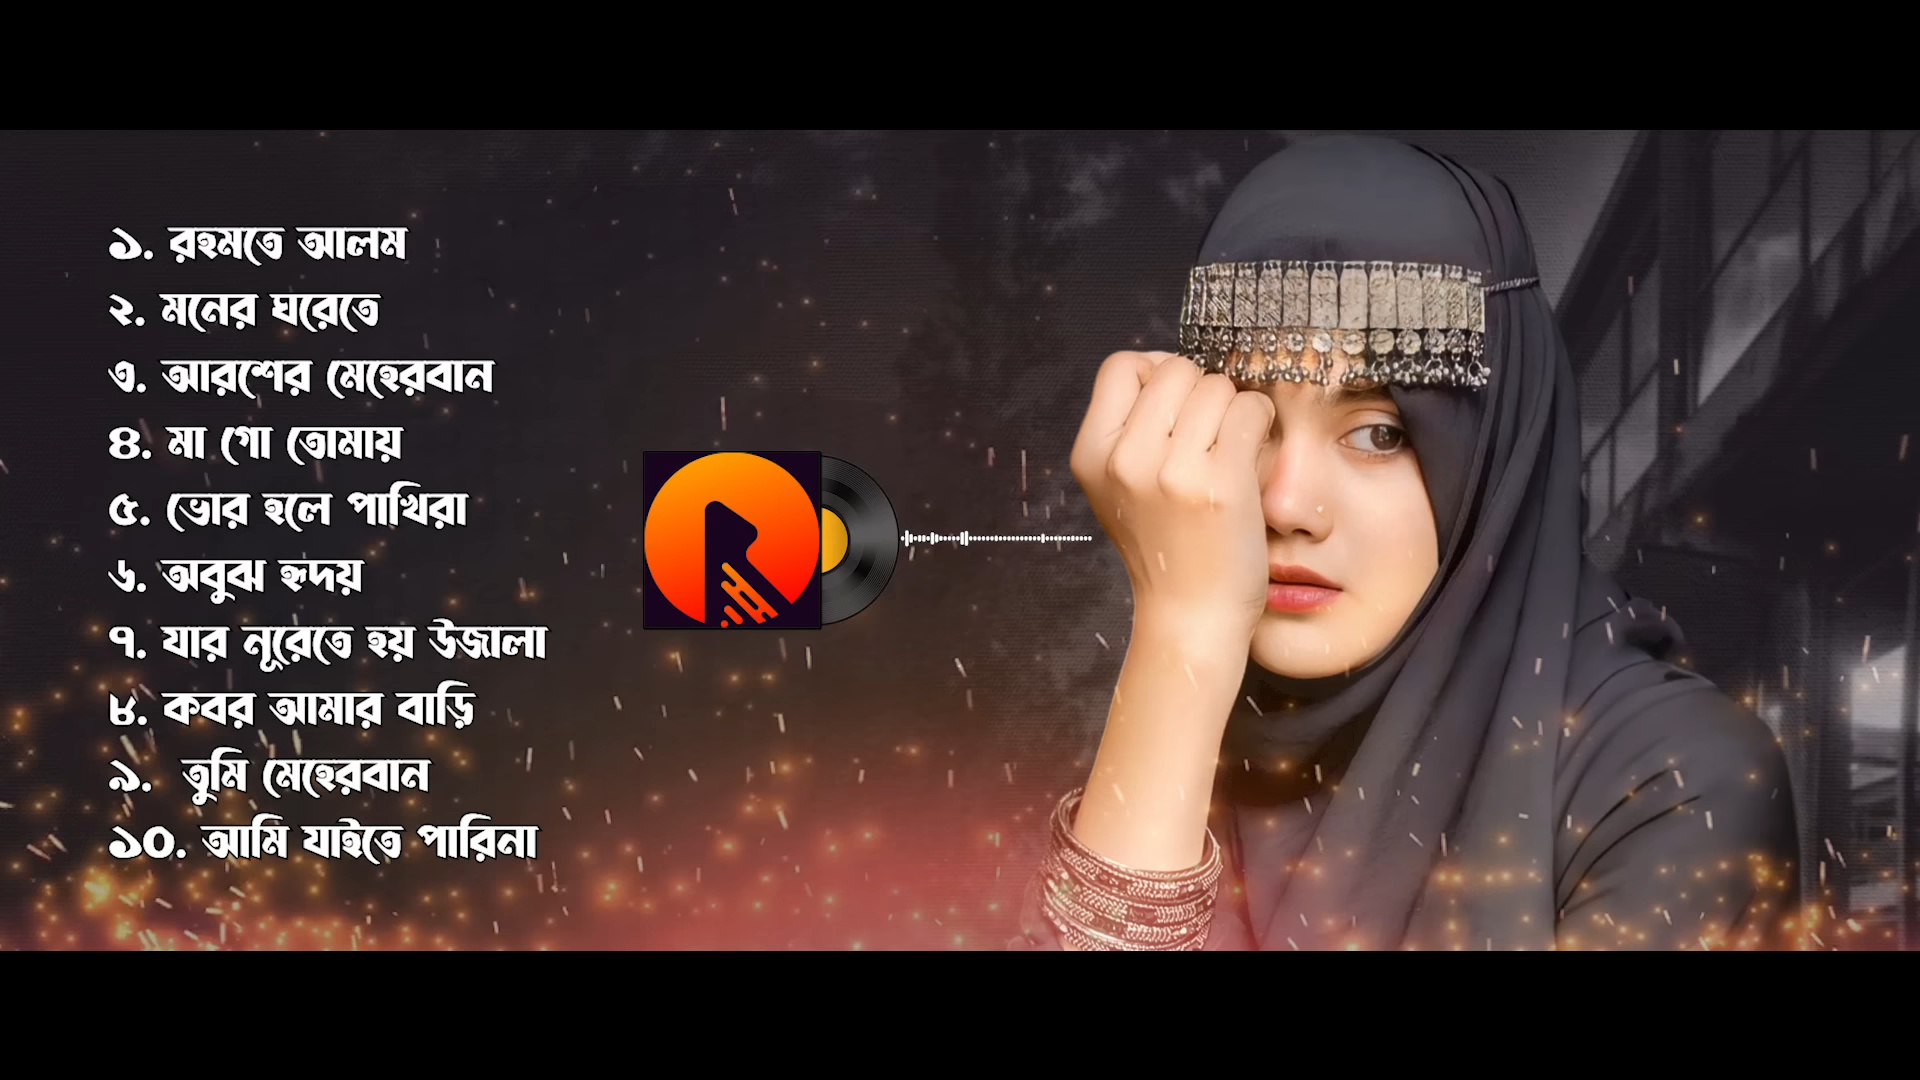 ১. রহমতে আলম
২. মনের ঘরেতে
৩. আরশের মেহেরবান
৪. মা গো তোমায়
৫. ভোর হলে পাখিরা
৬. অবুঝ হৃদয়
৭. যার নূরেতে হয় উজালা
৮. কবর আমার বাড়ি
৯. তুমি মেহেরবান
১০. আমি যাইতে পারিনা